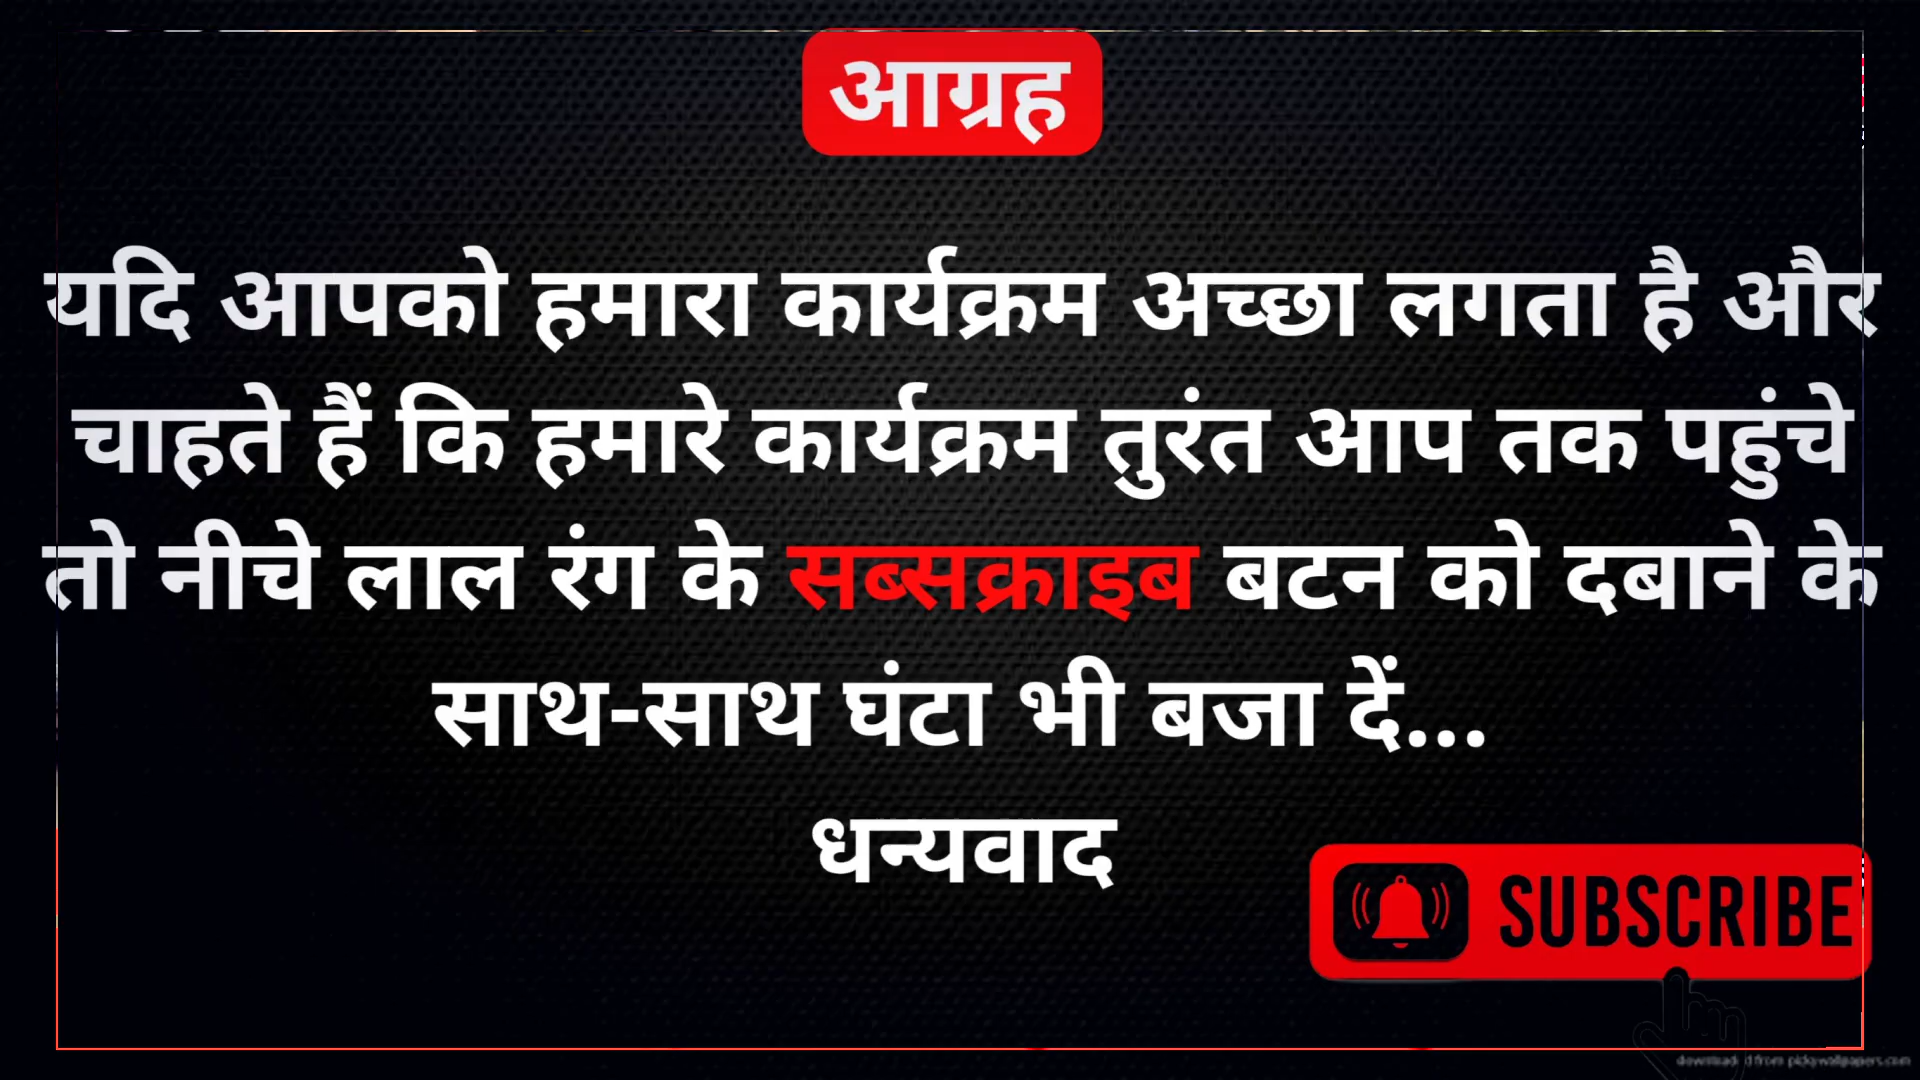 आग्रह
यदि आपको हमारा कार्यक्रम अच्छा लगता है और
चाहते हैं कि हमारे कार्यक्रम तुरंत आप तक पहुंचे
तो नीचे लाल रंग के सब्सक्राइब बटन को दबाने के
साथ-साथ घंटा भी बजा दें...
धन्यवाद
SUBSCRIBE